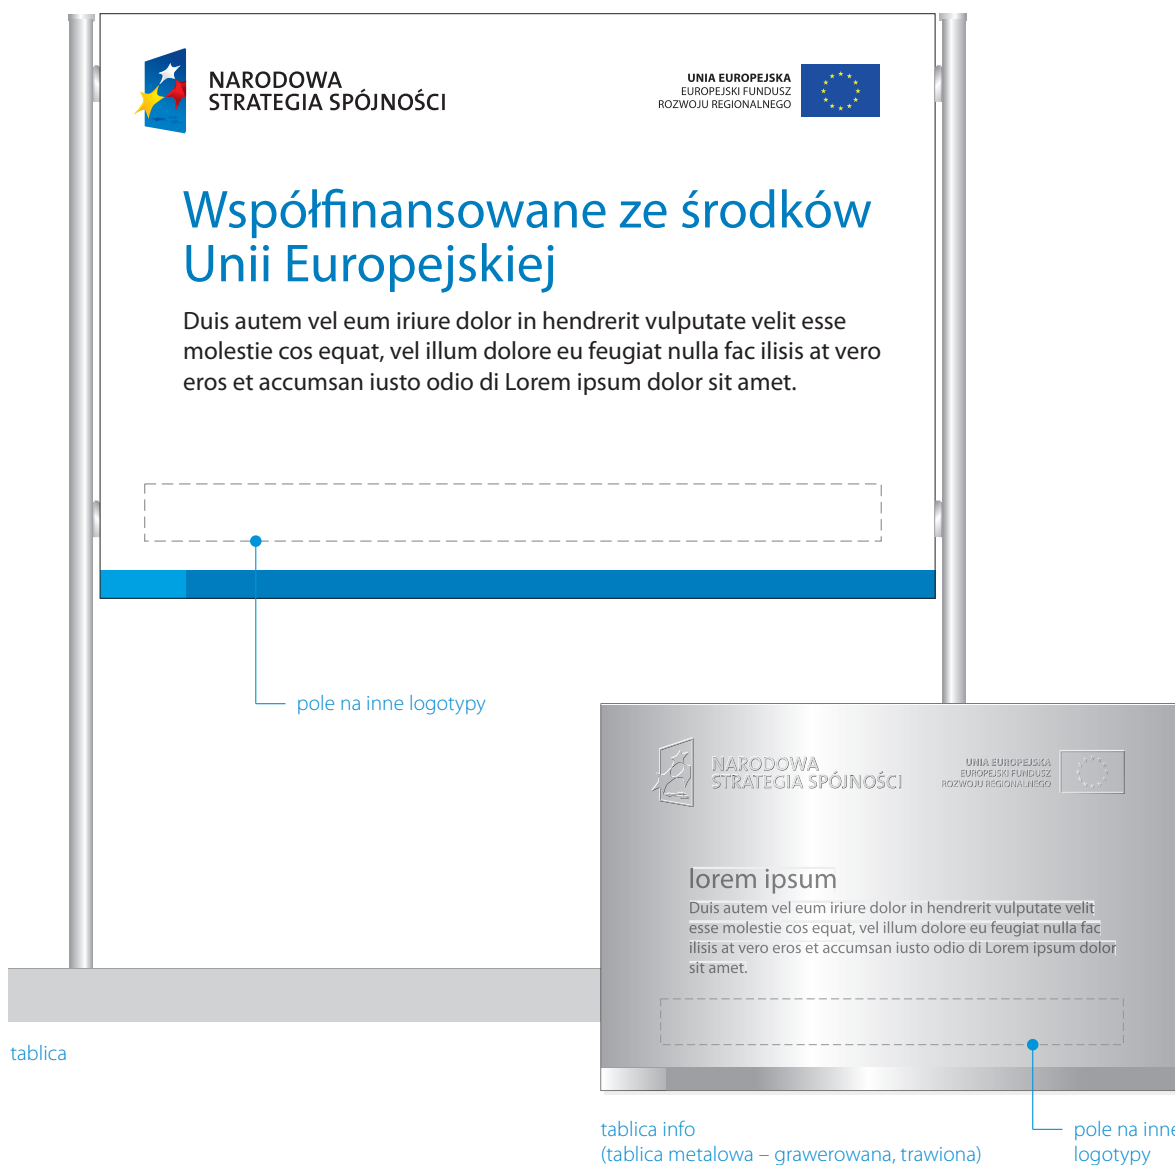 NARODOWA
STRATEGIA SPÓJNOŚCI
UNIA EUROPEJSKA
EUROPEJSKI FUNDUSZ
ROZWOJU REGIONALNEGO
Współfinansowane ze środków
Unii Europejskiej
Duis autem vel eum iriure dolor in hendrerit vulputate velit esse
molestie cos equat, vel illum dolore eu feugiat nulla fac ilisis at vero
eros et accumsan iusto odio di Lorem ipsum dolor sit amet.
pole na inne logotypy
NARODOWA
STRATEGIA SPÓJNOŚCI
UNIA EUROPEJSKA
EUROPEJSKI FUNDUSZ
ROZWOJU REGIONALNEGO
lorem ipsum
Duis autem vel eum iriure dolor in hendrerit vulputate velit
esse molestie cos equat, vel illum dolore eu feugiat nulla fac
ilisis at vero eros et accumsan iusto odio di Lorem ipsum dolor
sit amet.
tablica
tablica info
(tablica metalowa – grawerowana, trawiona)
pole na inne
logotypy